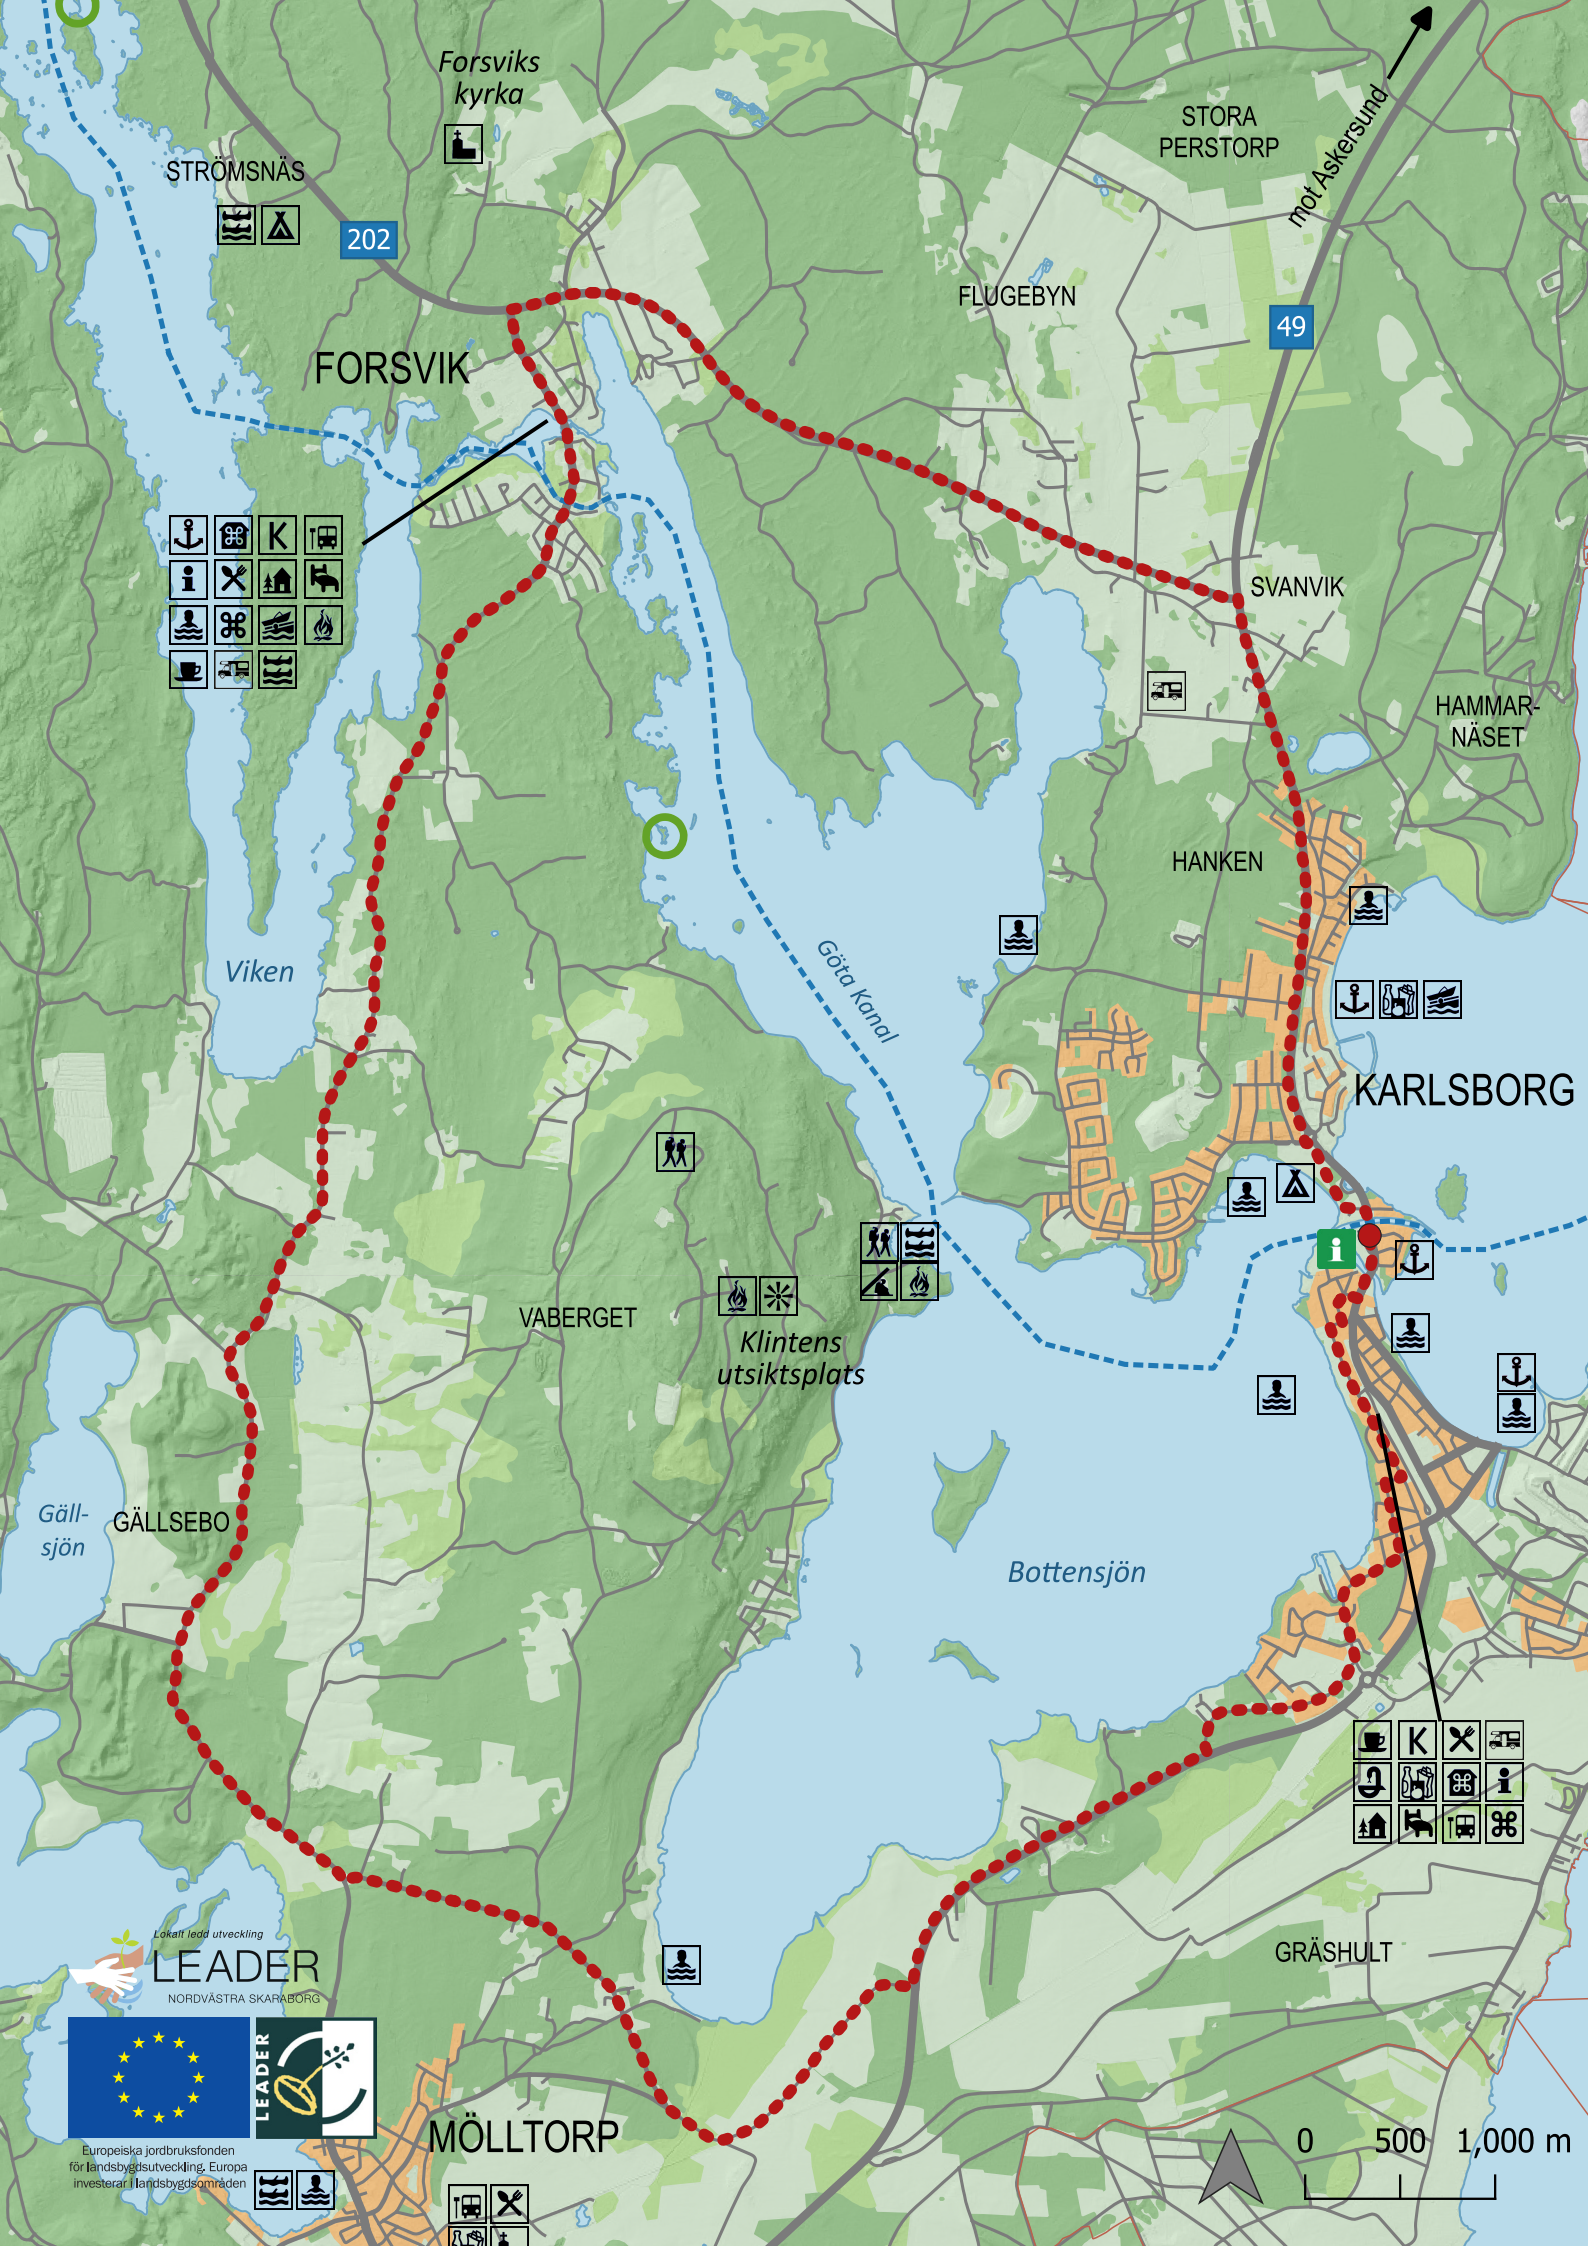 Forsviks
kyrka
STRÖMSNÄS
202
STORA
PERSTORP
mot Askersund
FLUGEBYN
49
FORSVIK
K
i
SVANVIK
HAMMAR-
NÄSET
HANKEN
Viken
Göta Kanal
KARLSBORG
i
VABERGET
Klintens
utsiktsplats
Gäll-
sjön
GÄLLSEBO
Bottensjön
K
i
GRÄSHULT
Lokalt ledd utveckling
LEADER
NORDVÄSTRA SKARABORG
LEADER
Europeiska jordbruksfonden
för landsbygdsutveckling. Europa
investerar i landsbygdsområden
MÖLLTORP
0 500 1,000 m